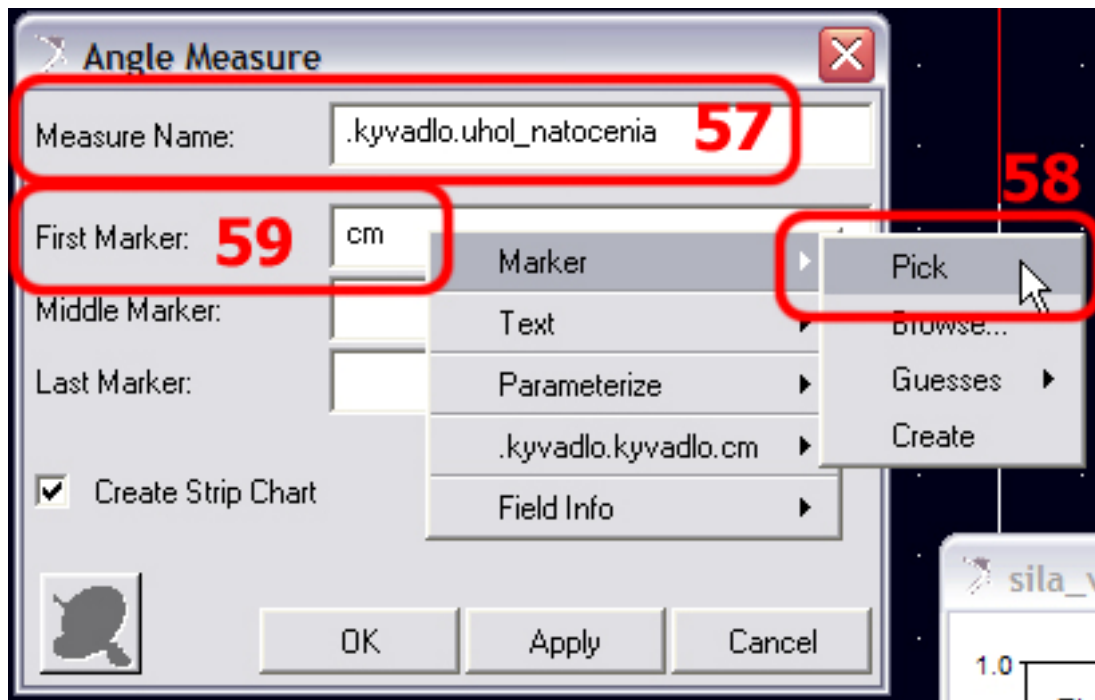 Angle Measure
Measure Name: .kyvadlo.uhol_natocenia 57
58
First Marker: 59 cm
Marker
Pick
Middle Marker:
Text
Browse...
Last Marker:
Parameterize
Guesses
.kyvadlo.kyvadlo.cm
Create
Create Strip Chart
Field Info
OK Apply Cancel
sila_
1.0